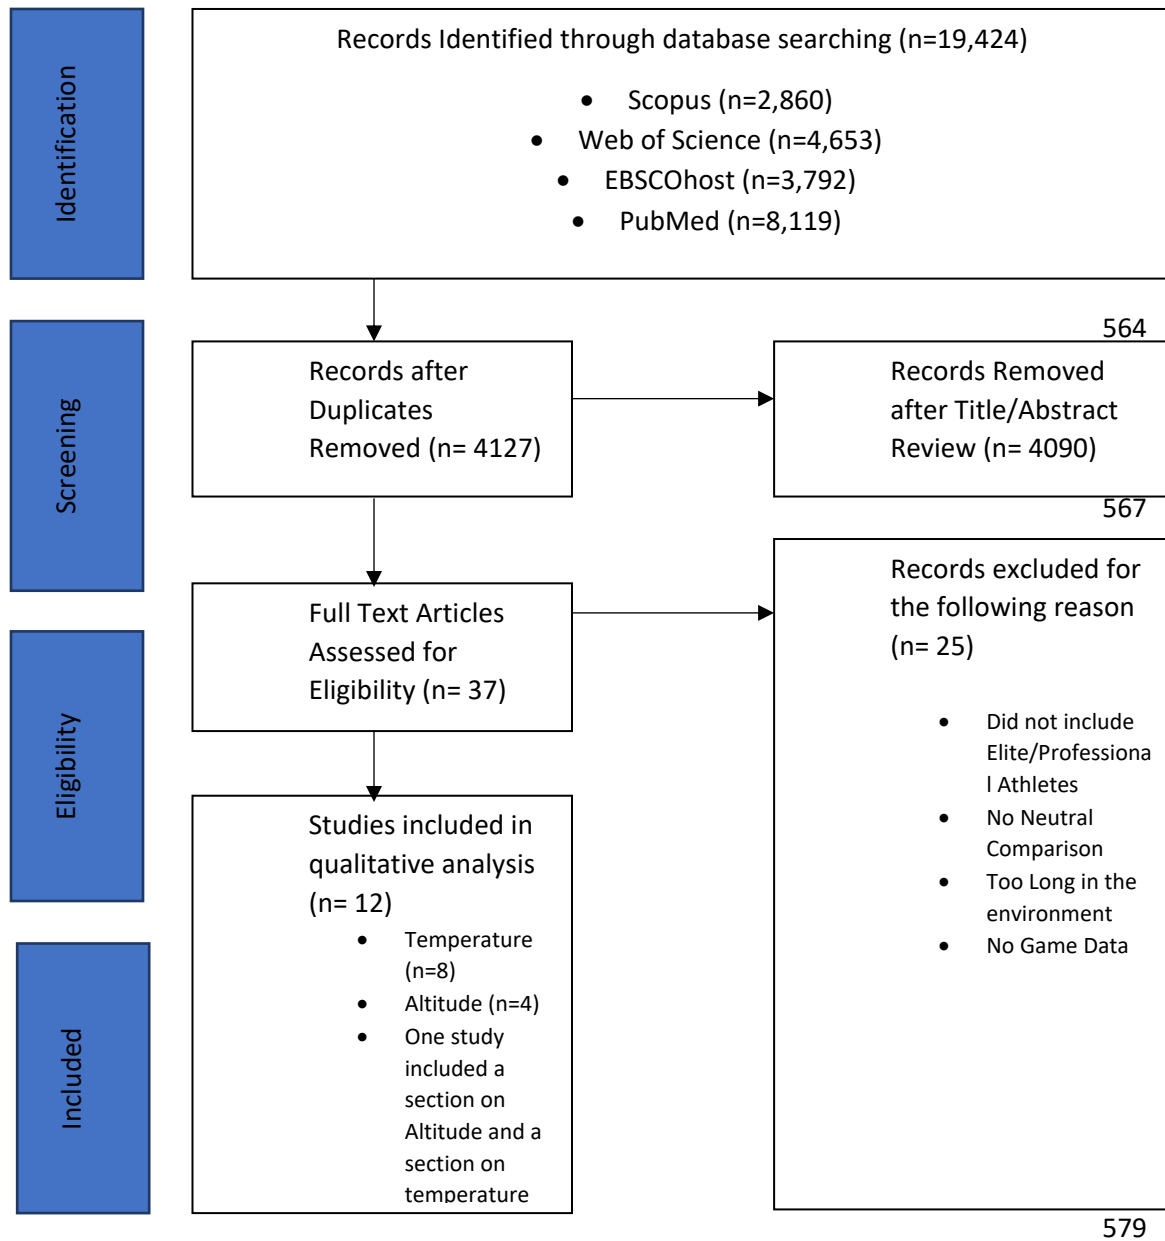 Identification
Records Identified through database searching (n=19,424)
• Scopus (n=2,860)
• Web of Science (n=4,653)
• EBSCOhost (n=3,792)
• PubMed (n=8,119)
564
Screening
Records after
Duplicates
Removed (n= 4127)
Records Removed
after Title/Abstract
Review (n= 4090)
567
Eligibility
Full Text Articles
Assessed for
Eligibility (n= 37)
Records excluded for
the following reason
(n= 25)
• Did not include
Elite/Professiona
l Athletes
• No Neutral
Comparison
• Too Long in the
environment
• No Game Data
Included
Studies included in
qualitative analysis
(n= 12)
• Temperature
(n=8)
• Altitude (n=4)
• One study
included a
section on
Altitude and a
section on
temperature
579